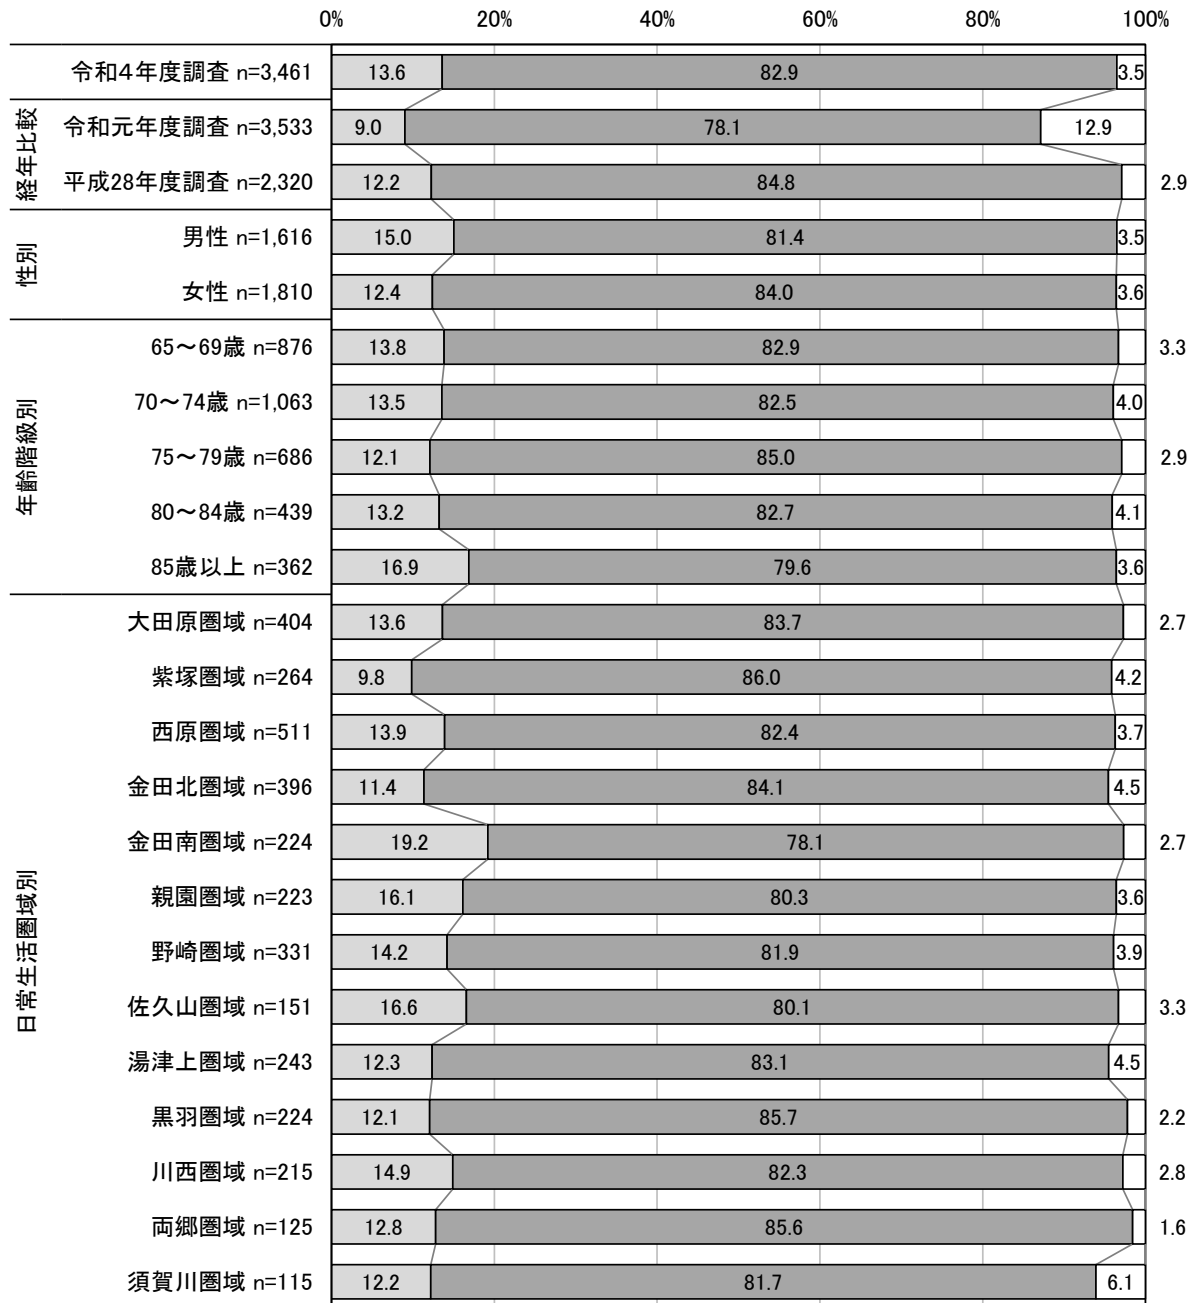 0% 20% 40% 60% 80% 100%
令和4年度調査 n=3,461 13.6 82.9 3.5
経年比較
令和元年度調査 n=3,533 9.0 78.1 12.9
平成28年度調査 n=2,320 12.2 84.8 2.9
性別
男性 n=1,616 15.0 81.4 3.5
女性 n=1,810 12.4 84.0 3.6
年齢階級別
65～69歳 n=876 13.8 82.9 3.3
70～74歳 n=1,063 13.5 82.5 4.0
75～79歳 n=686 12.1 85.0 2.9
80～84歳 n=439 13.2 82.7 4.1
85歳以上 n=362 16.9 79.6 3.6
日常生活圏域別
大田原圏域 n=404 13.6 83.7 2.7
紫塚圏域 n=264 9.8 86.0 4.2
西原圏域 n=511 13.9 82.4 3.7
金田北圏域 n=396 11.4 84.1 4.5
金田南圏域 n=224 19.2 78.1 2.7
親園圏域 n=223 16.1 80.3 3.6
野崎圏域 n=331 14.2 81.9 3.9
佐久山圏域 n=151 16.6 80.1 3.3
湯津上圏域 n=243 12.3 83.1 4.5
黒羽圏域 n=224 12.1 85.7 2.2
川西圏域 n=215 14.9 82.3 2.8
両郷圏域 n=125 12.8 85.6 1.6
須賀川圏域 n=115 12.2 81.7 6.1